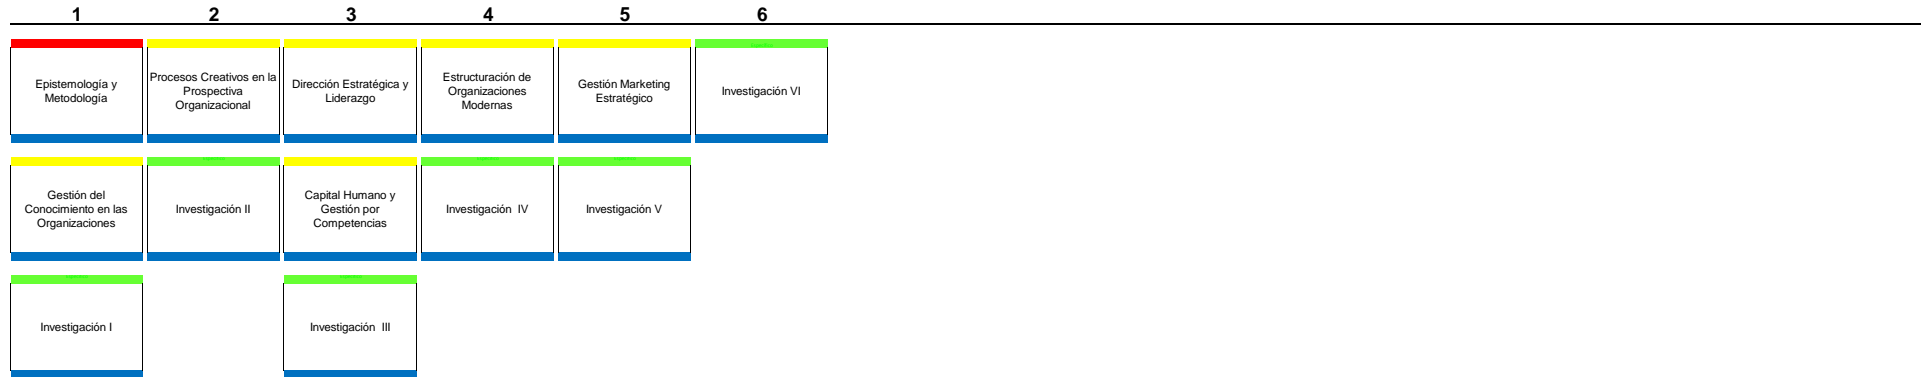 1 2 3 4 5 6
Epistemología y
Metodología
Procesos Creativos en la
Prospectiva
Organizacional
Dirección Estratégica y
Liderazgo
Estructuración de
Organizaciones
Modernas
Gestión Marketing
Estratégico
Investigación VI
Gestión del
Conocimiento en las
Organizaciones
Investigación II
Capital Humano y
Gestión por
Competencias
Investigación IV
Investigación V
Investigación I
Investigación III